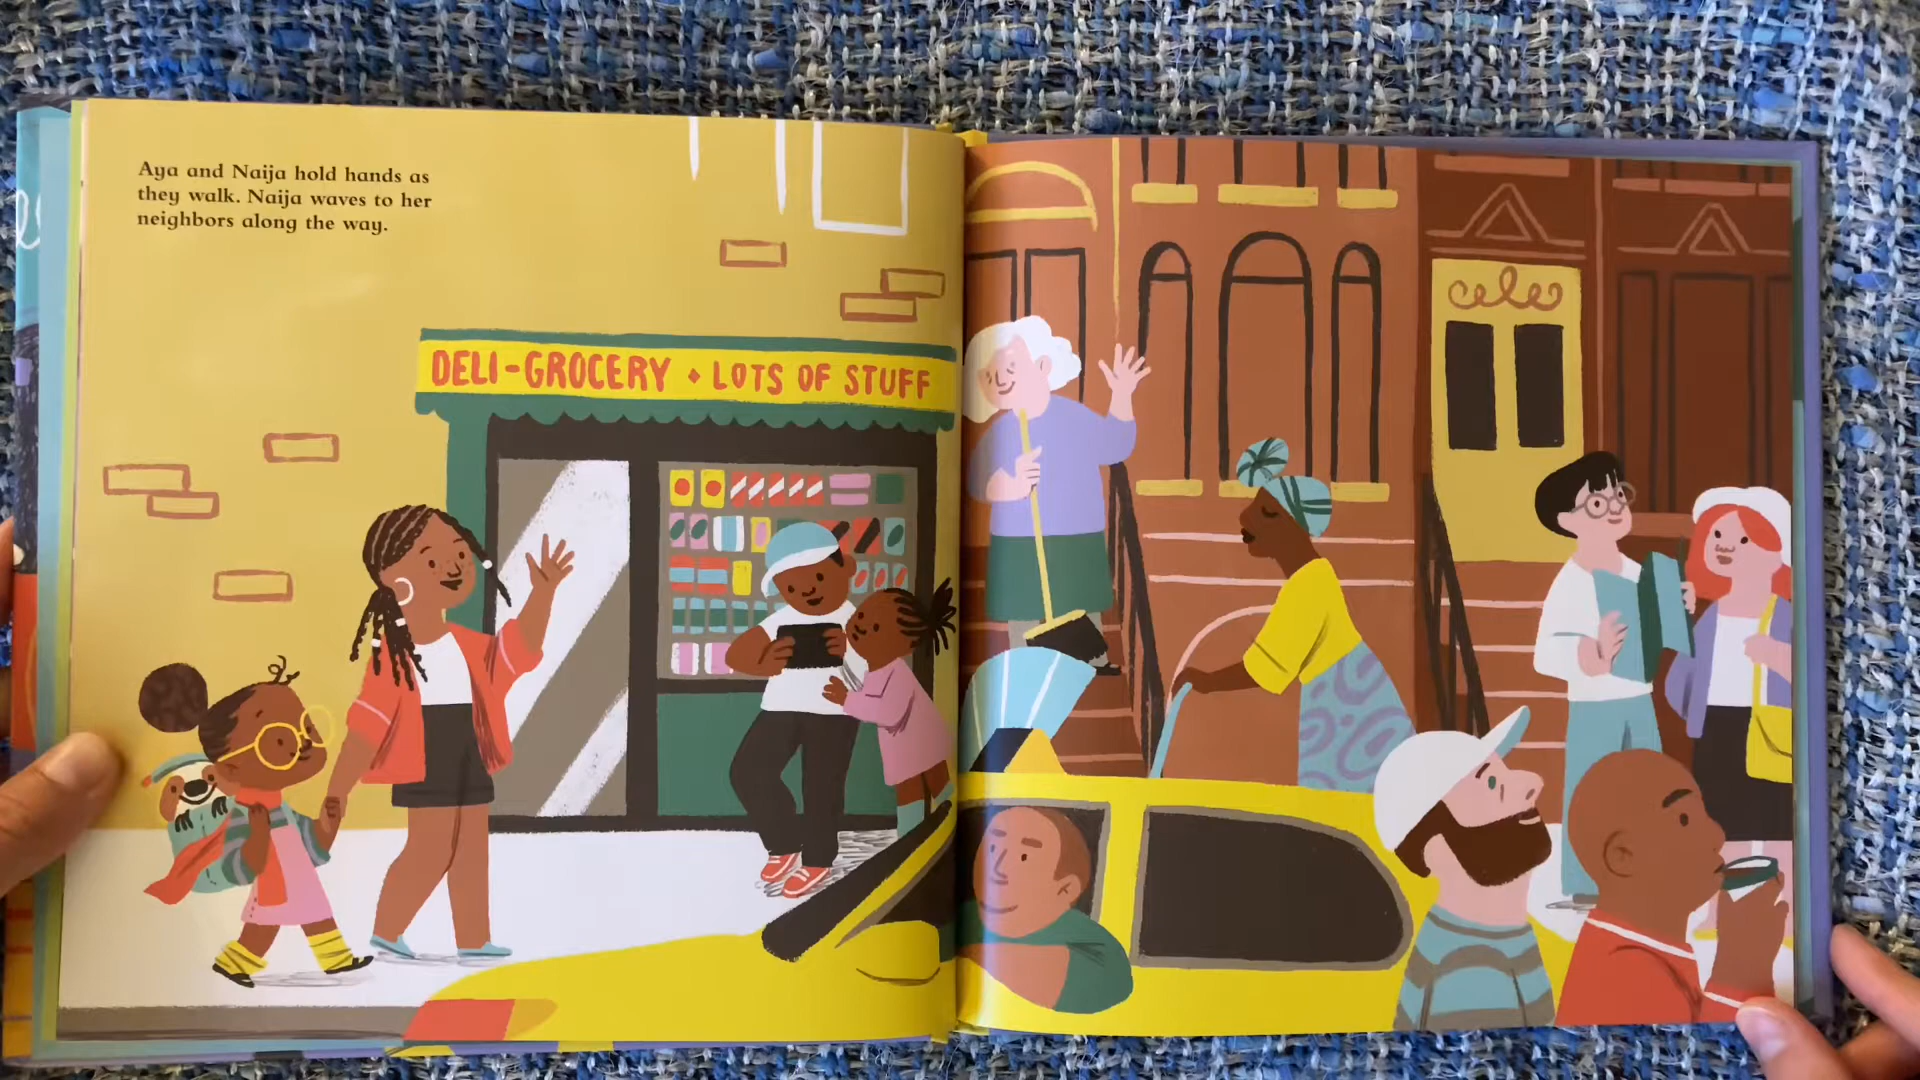 Aya and Naija hold hands as
they walk. Naija waves to her
neighbors along the way.
DELI-GROCERY • LOTS OF STUFF